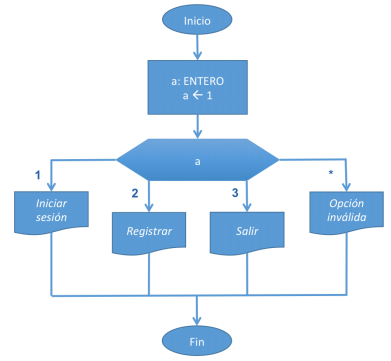 Inicio
a: ENTERO
a ← 1
a
1
2
3
*
Iniciar
sesión
Registrar
Salir
Opción
inválida
Fin